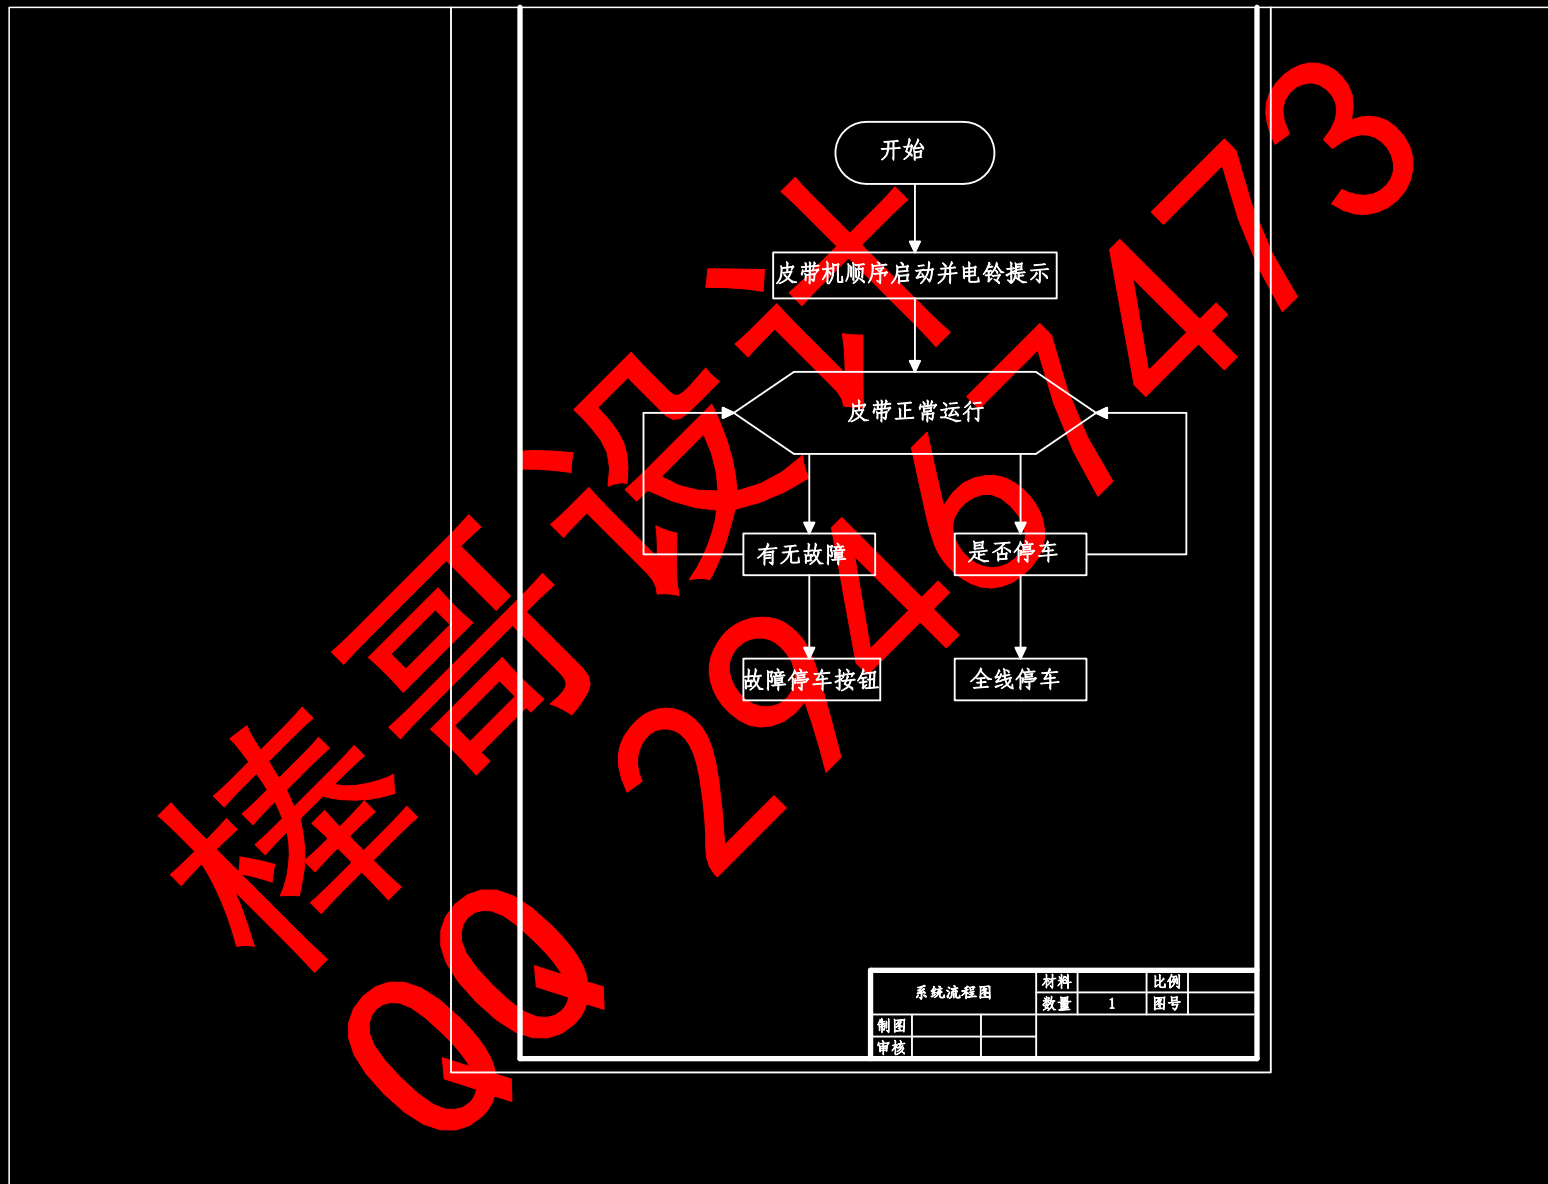 开始
皮带机顺序启动并电铃提示
皮带正常运行
有无故障
是否停车
故障停车按钮
全线停车
棒哥设计
QQ 29467473
系统流程图
材料
比例
数量 1 图号
制图
审核